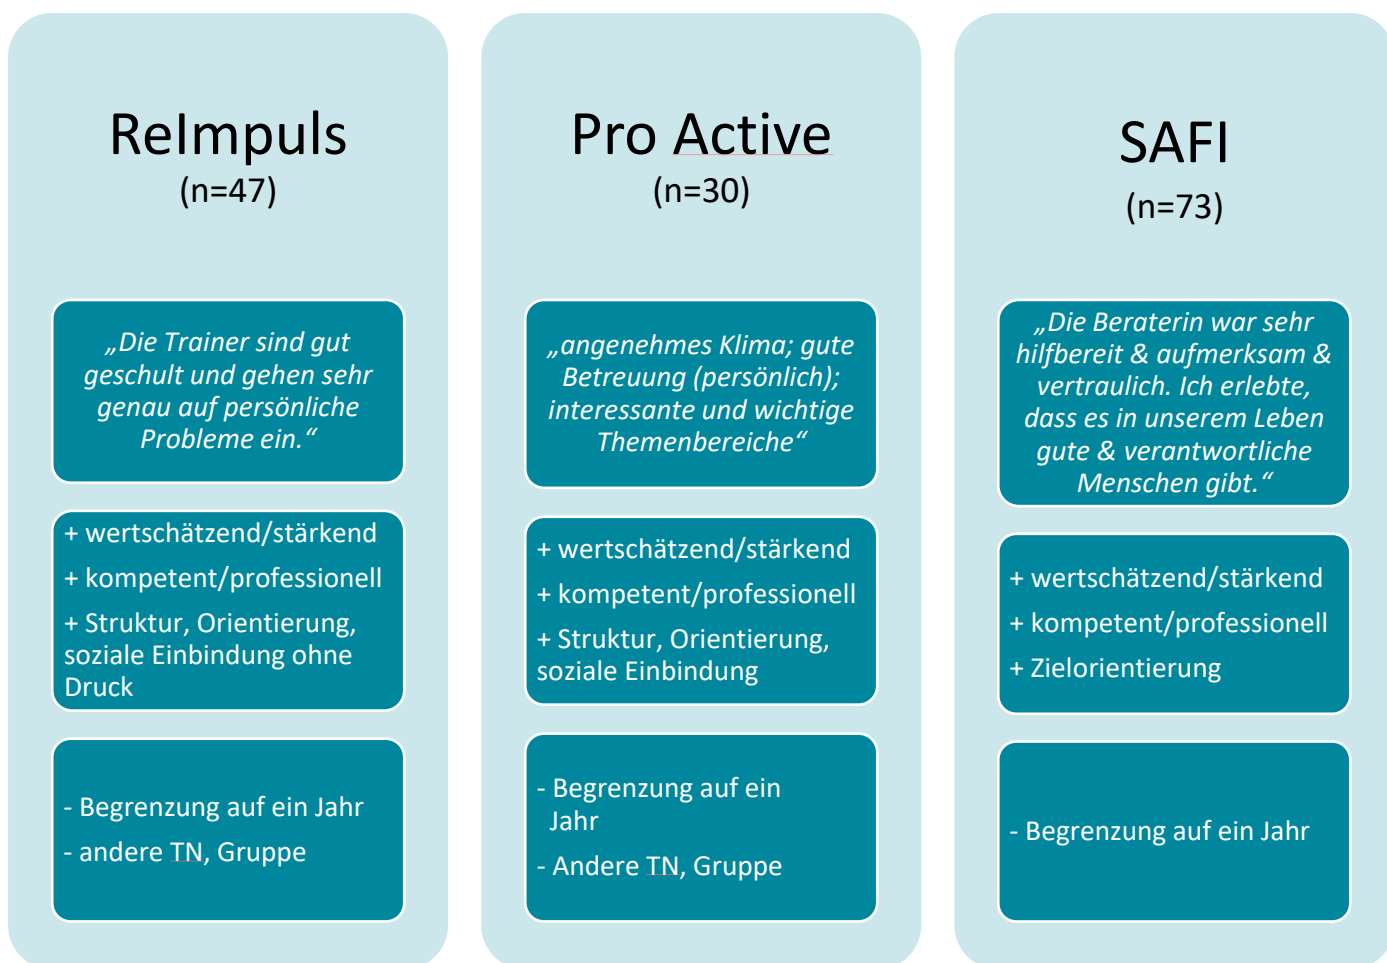 ReImpuls
(n=47)
„Die Trainer sind gut
geschult und gehen sehr
genau auf persönliche
Probleme ein.“
+ wertschätzend/stärkend
+ kompetent/professionell
+ Struktur, Orientierung,
soziale Einbindung ohne
Druck
- Begrenzung auf ein Jahr
- andere TN, Gruppe
Pro Active
(n=30)
„angenehmes Klima; gute
Betreuung (persönlich);
interessante und wichtige
Themenbereiche“
+ wertschätzend/stärkend
+ kompetent/professionell
+ Struktur, Orientierung,
soziale Einbindung
- Begrenzung auf ein
Jahr
- Andere TN, Gruppe
SAFI
(n=73)
„Die Beraterin war sehr
hilfbereit & aufmerksam &
vertraulich. Ich erlebte,
dass es in unserem Leben
gute & verantwortliche
Menschen gibt.“
+ wertschätzend/stärkend
+ kompetent/professionell
+ Zielorientierung
- Begrenzung auf ein Jahr